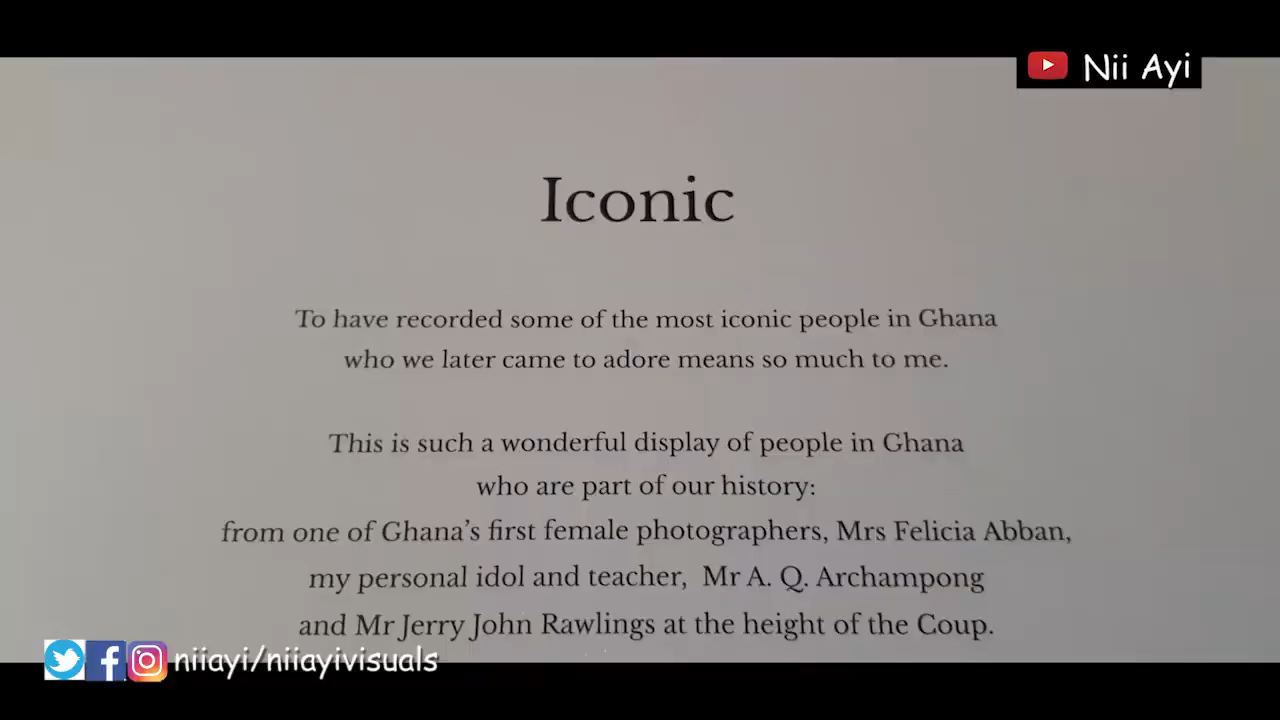 Nii Ayi
Iconic
To have recorded some of the most iconic people in Ghana
who we later came to adore means so much to me.
This is such a wonderful display of people in Ghana
who are part of our history:
from one of Ghana's first female photographers, Mrs Felicia Abban,
my personal idol and teacher, Mr A. Q. Archampong
and Mr Jerry John Rawlings at the height of the Coup.
niiayi/niiayivisuals